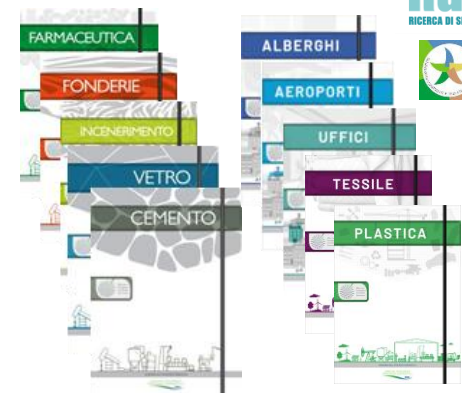 RICERCA DI S
FARMACEUTICA
FONDERIE
INCENERIMENTO
VETRO
CEMENTO
ALBERGHI
AEROPORTI
UFFICI
TESSILE
PLASTICA